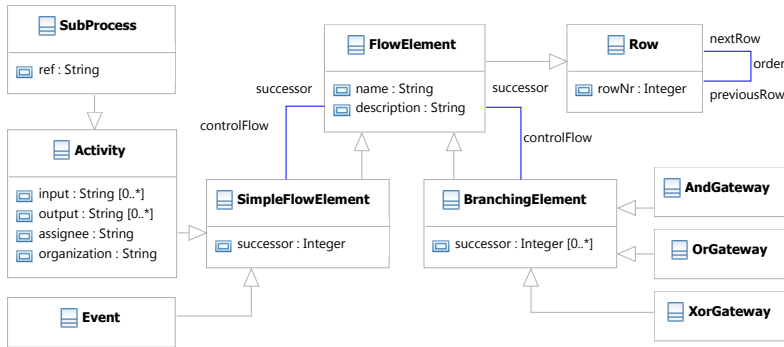 SubProcess
ref : String
Activity
input : String [0..*]
output : String [0..*]
assignee : String
organization : String
Event
FlowElement
name : String
description : String
successor
controlFlow
successor
controlFlow
SimpleFlowElement
successor : Integer
BranchingElement
successor : Integer [0..*]
Row
rowNr : Integer
nextRow
order
previousRow
AndGateway
OrGateway
XorGateway